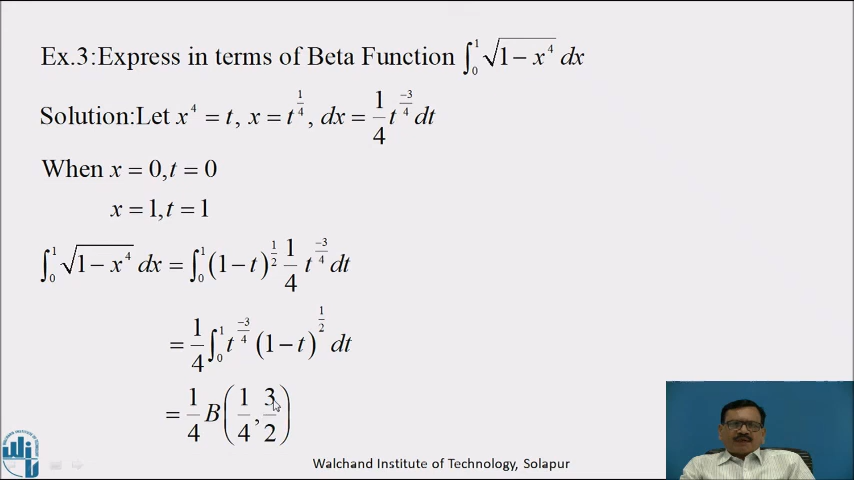 Ex.3:Express in terms of Beta Function ∫₀¹ √(1 − x⁴) dx
Solution:Let x⁴ = t, x = t^(1/4), dx = (1/4) t^(−3/4) dt
When x = 0, t = 0
x = 1, t = 1
∫₀¹ √(1 − x⁴) dx = ∫₀¹ (1 − t)^(1/2) (1/4) t^(−3/4) dt
= (1/4) ∫₀¹ t^(−3/4) (1 − t)^(1/2) dt
= (1/4) B(1/4, 3/2)
Walchand Institute of Technology, Solapur